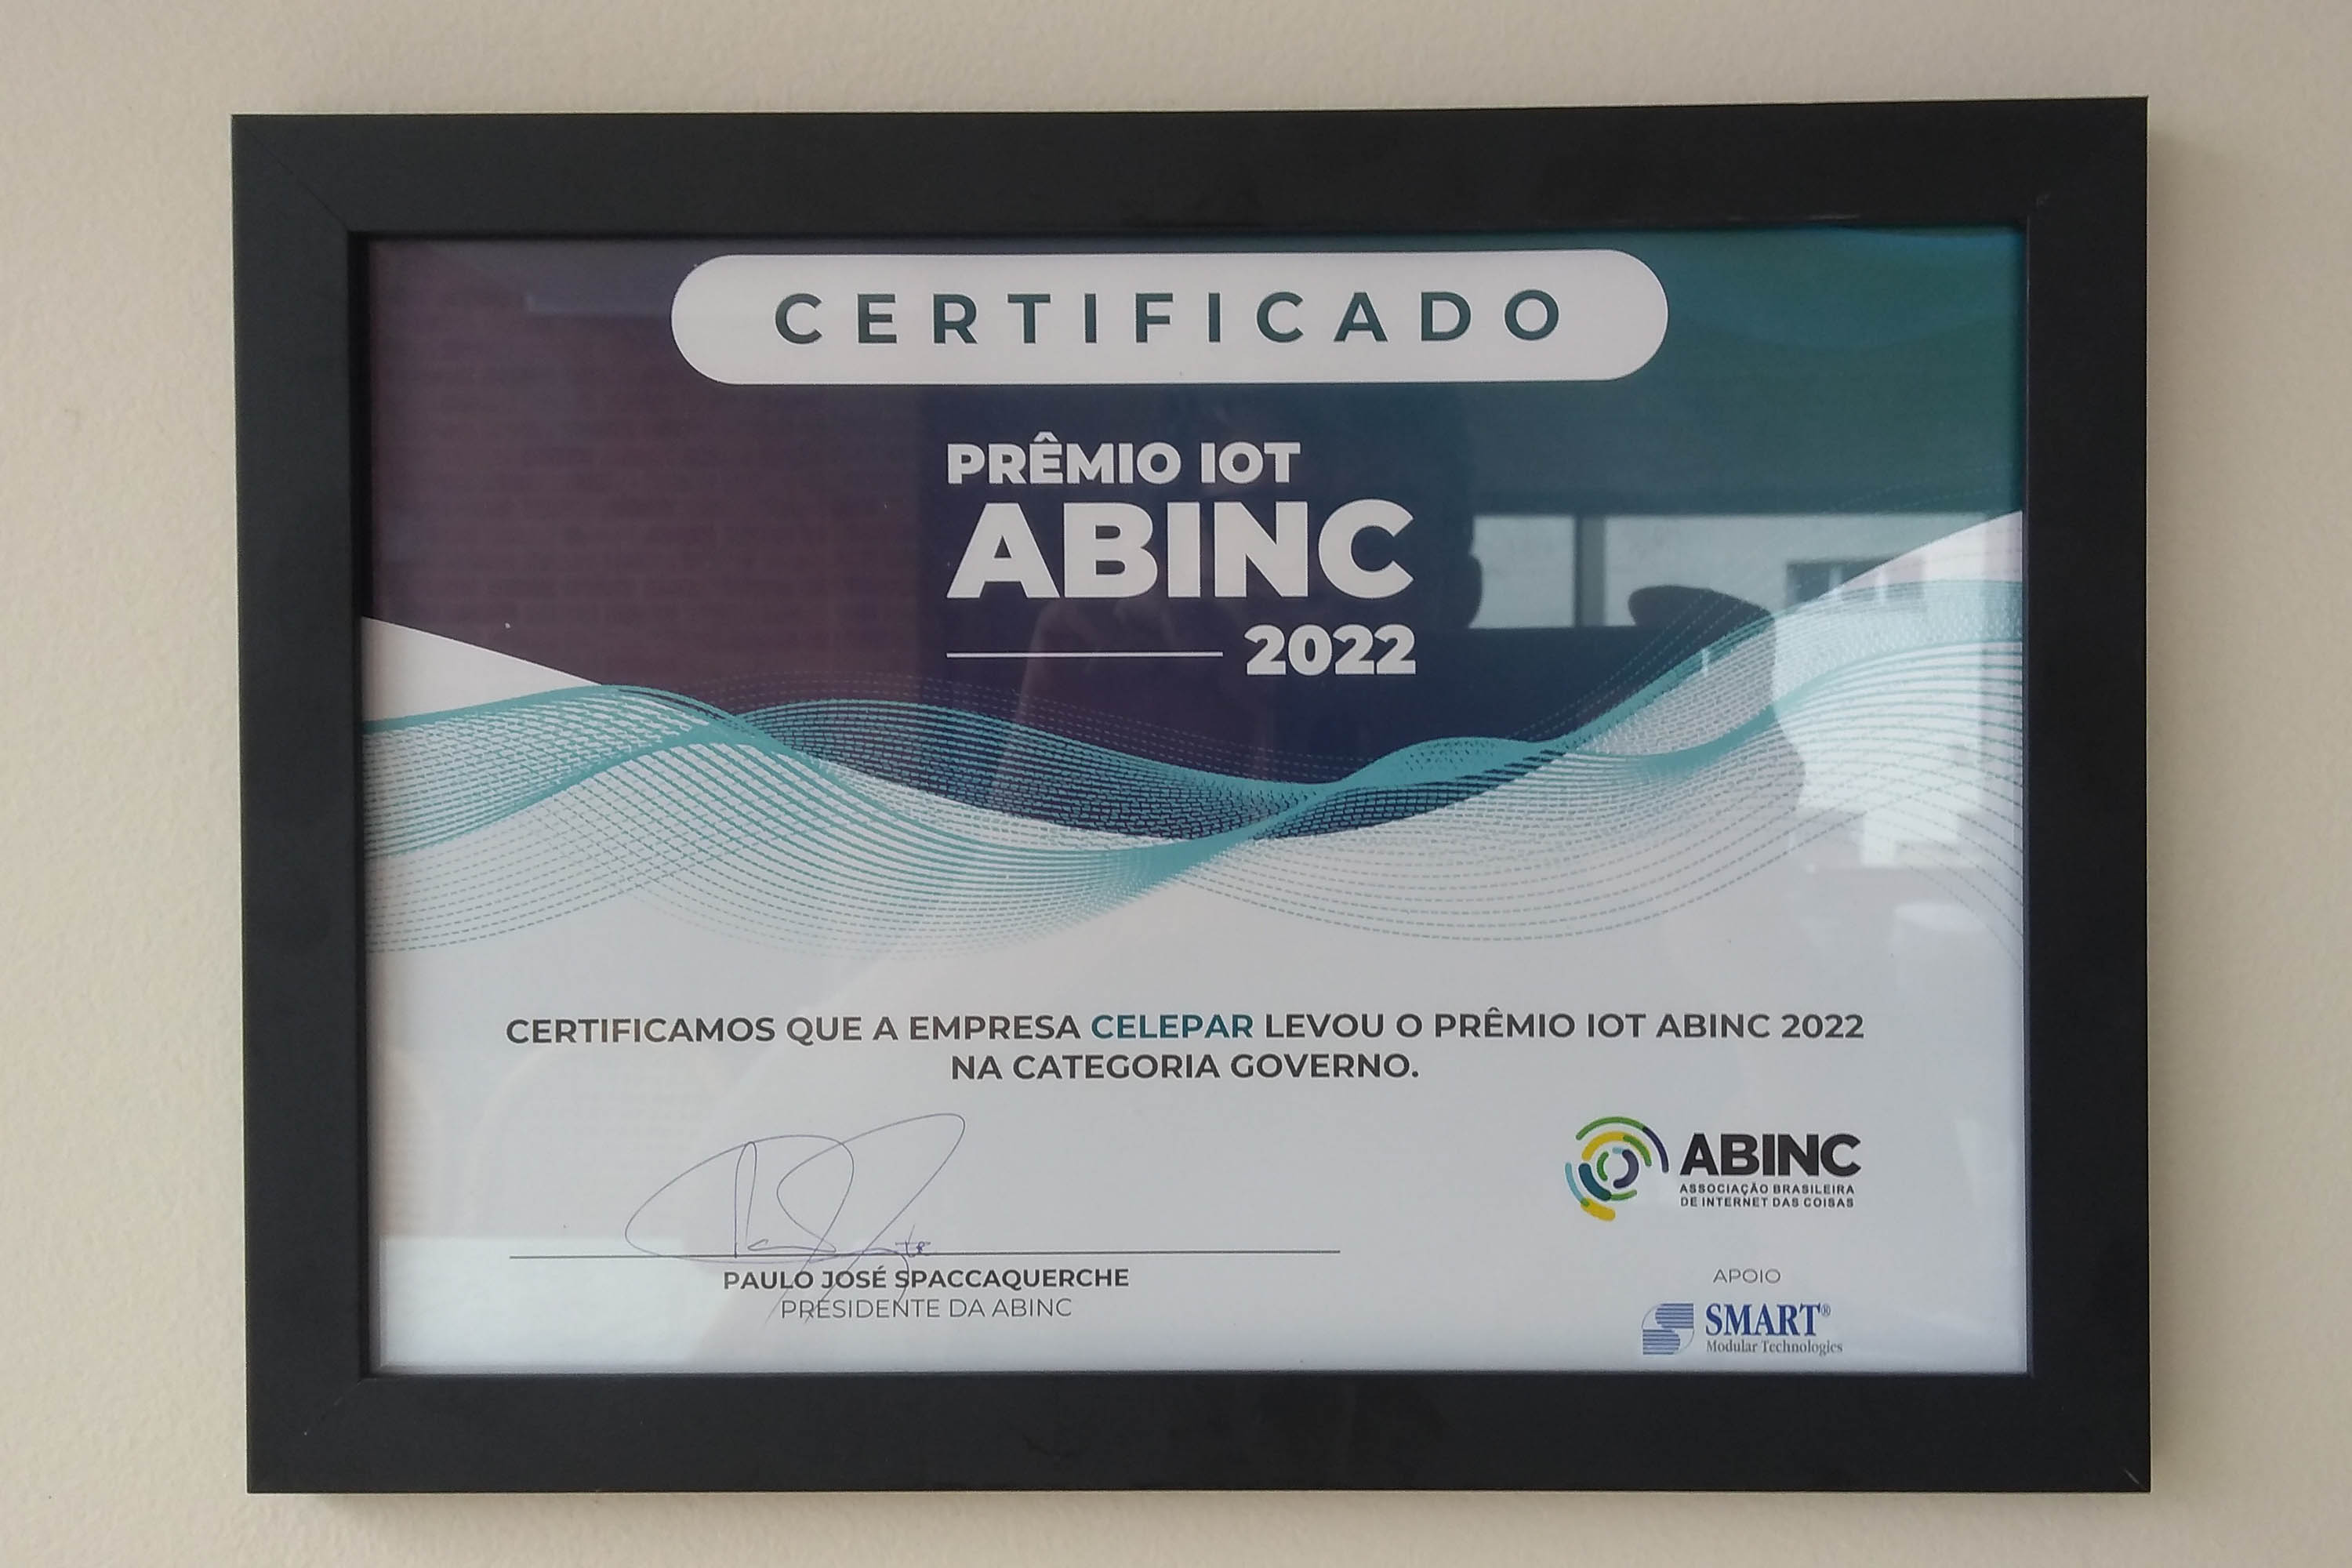 CERTIFICADO
PRÊMIO IOT
ABINC
2022
CERTIFICAMOS QUE A EMPRESA CELEPAR LEVOU O PRÊMIO IOT ABINC 2022
NA CATEGORIA GOVERNO.
PAULO JOSÉ SPACCAQUERCHE
PRESIDENTE DA ABINC
ABINC
ASSOCIAÇÃO BRASILEIRA
DE INTERNET DAS COISAS
APOIO
SMART®
Modular Technologies